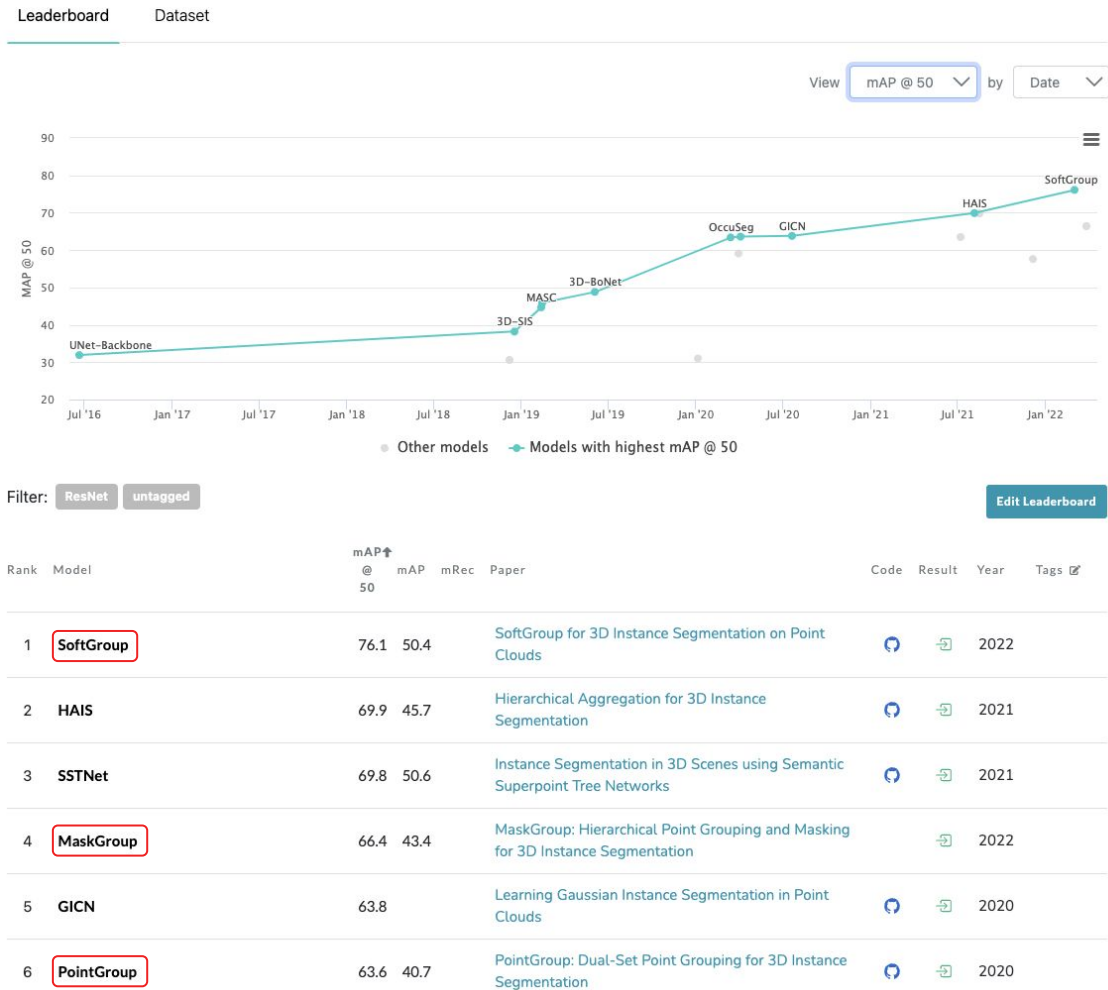 Leaderboard Dataset
View mAP @ 50 by Date
90
80
70
60
50
40
30
20
MAP @ 50
UNet-Backbone
3D-SIS
MASC
3D-BoNet
OccuSeg
GICN
HAIS
SoftGroup
Jul '16 Jan '17 Jul '17 Jan '18 Jul '18 Jan '19 Jul '19 Jan '20 Jul '20 Jan '21 Jul '21 Jan '22
Other models Models with highest mAP @ 50
Filter: ResNet untagged Edit Leaderboard
Rank Model mAP @ 50 mAP mRec Paper Code Result Year Tags
1 SoftGroup 76.1 50.4 SoftGroup for 3D Instance Segmentation on Point 2022
Clouds
2 HAIS 69.9 45.7 Hierarchical Aggregation for 3D Instance 2021
Segmentation
3 SSTNet 69.8 50.6 Instance Segmentation in 3D Scenes using Semantic 2021
Superpoint Tree Networks
4 MaskGroup 66.4 43.4 MaskGroup: Hierarchical Point Grouping and Masking 2022
for 3D Instance Segmentation
5 GICN 63.8 Learning Gaussian Instance Segmentation in Point 2020
Clouds
6 PointGroup 63.6 40.7 PointGroup: Dual-Set Point Grouping for 3D Instance 2020
Segmentation